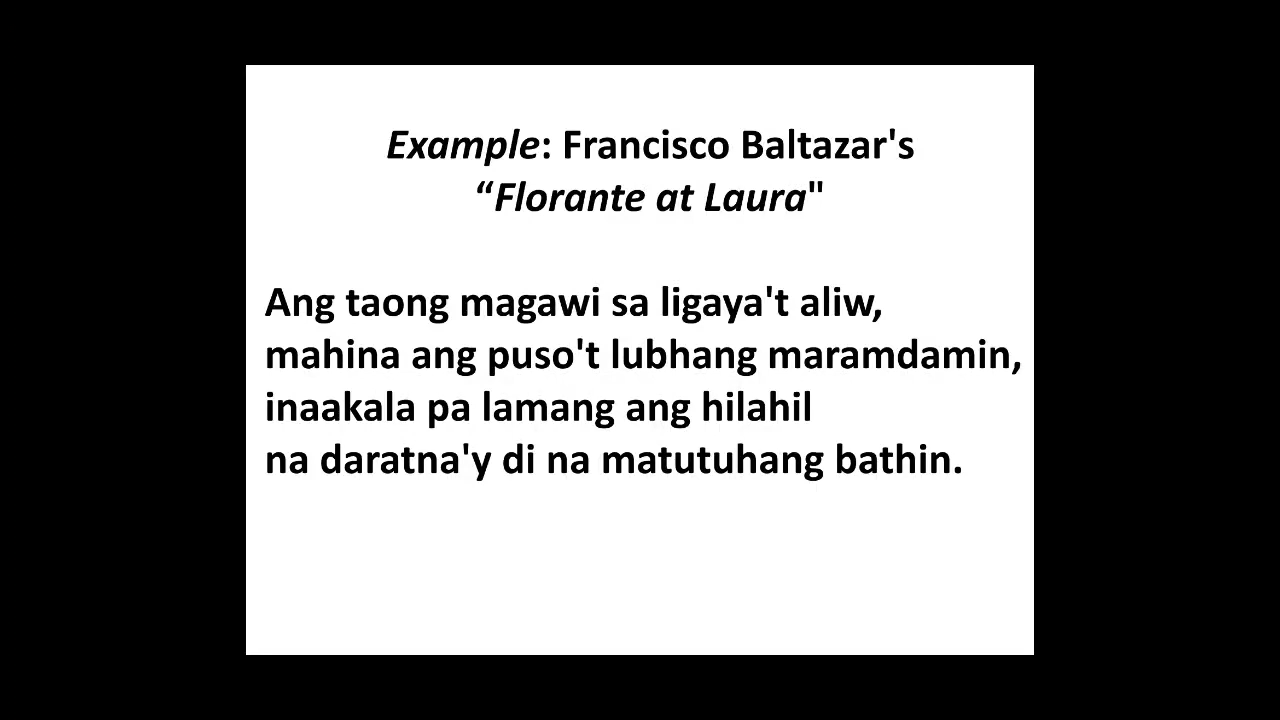 Example: Francisco Baltazar's
“Florante at Laura"
Ang taong magawi sa ligaya't aliw,
mahina ang puso't lubhang maramdamin,
inaakala pa lamang ang hilahil
na daratna'y di na matutuhang bathin.